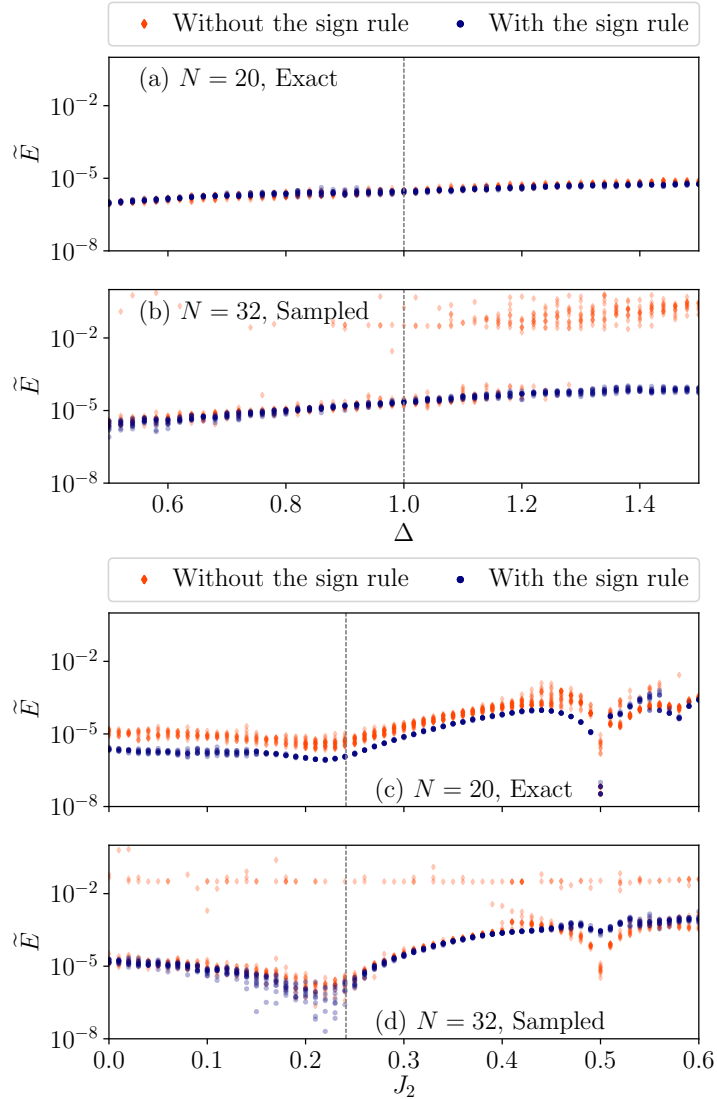 Without the sign rule With the sign rule
(a) N = 20, Exact
10⁻²
10⁻⁵
10⁻⁸
Ẽ
(b) N = 32, Sampled
10⁻²
10⁻⁵
10⁻⁸
Ẽ
0.6 0.8 1.0 1.2 1.4
Δ
Without the sign rule With the sign rule
10⁻²
10⁻⁵
10⁻⁸
Ẽ
(c) N = 20, Exact
10⁻²
10⁻⁵
10⁻⁸
Ẽ
(d) N = 32, Sampled
0.0 0.1 0.2 0.3 0.4 0.5 0.6
J₂